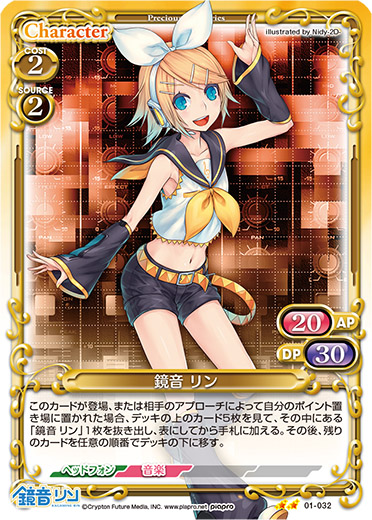 Precious Memories
illustrated by Nidy-2D-
Character
COST
2
SOURCE
2
20 AP
DP 30
鏡音 リン
このカードが登場、または相手のアプローチによって自分のポイント置
き場に置かれた場合、デッキの上のカード5枚を見て、その中にある
「鏡音 リン」1枚を抜き出し、表にしてから手札に加える。その後、残り
のカードを任意の順番でデッキの下に移す。
ヘッドフォン
音楽
鏡音リン
KAGAMINE RIN
©Crypton Future Media, INC. www.piapro.net piapro
01-032